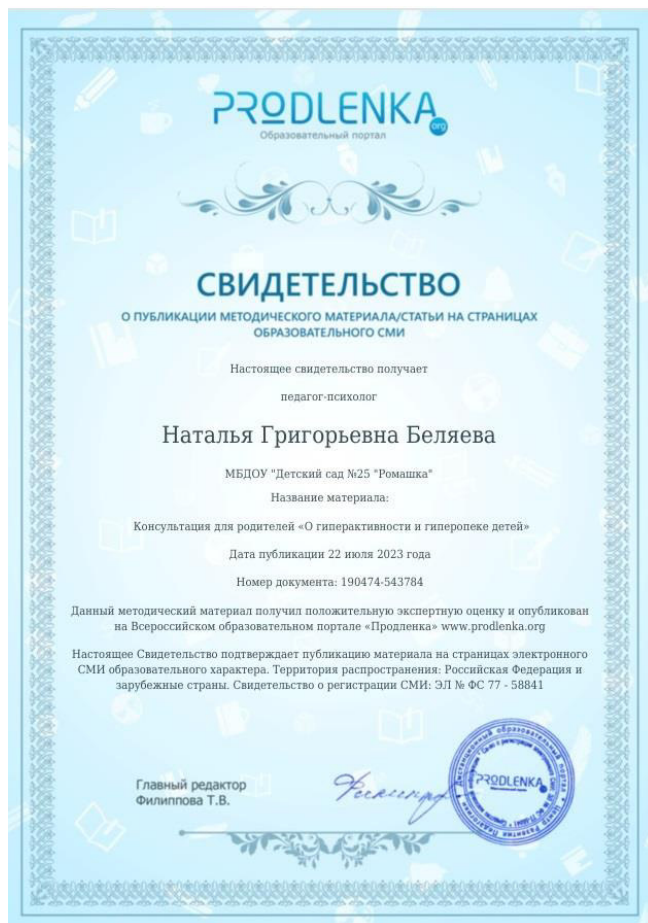 PRODLENKA.org
Образовательный портал
СВИДЕТЕЛЬСТВО
О ПУБЛИКАЦИИ МЕТОДИЧЕСКОГО МАТЕРИАЛА/СТАТЬИ НА СТРАНИЦАХ
ОБРАЗОВАТЕЛЬНОГО СМИ
Настоящее свидетельство получает
педагог-психолог
Наталья Григорьевна Беляева
МБДОУ "Детский сад №25 "Ромашка"
Название материала:
Консультация для родителей «О гиперактивности и гиперопеке детей»
Дата публикации 22 июля 2023 года
Номер документа: 190474-543784
Данный методический материал получил положительную экспертную оценку и опубликован
на Всероссийском образовательном портале «Продленка» www.prodlenka.org
Настоящее Свидетельство подтверждает публикацию материала на страницах электронного
СМИ образовательного характера. Территория распространения: Российская Федерация и
зарубежные страны. Свидетельство о регистрации СМИ: ЭЛ № ФС 77 - 58841
Главный редактор
Филиппова Т.В.
PRODLENKA